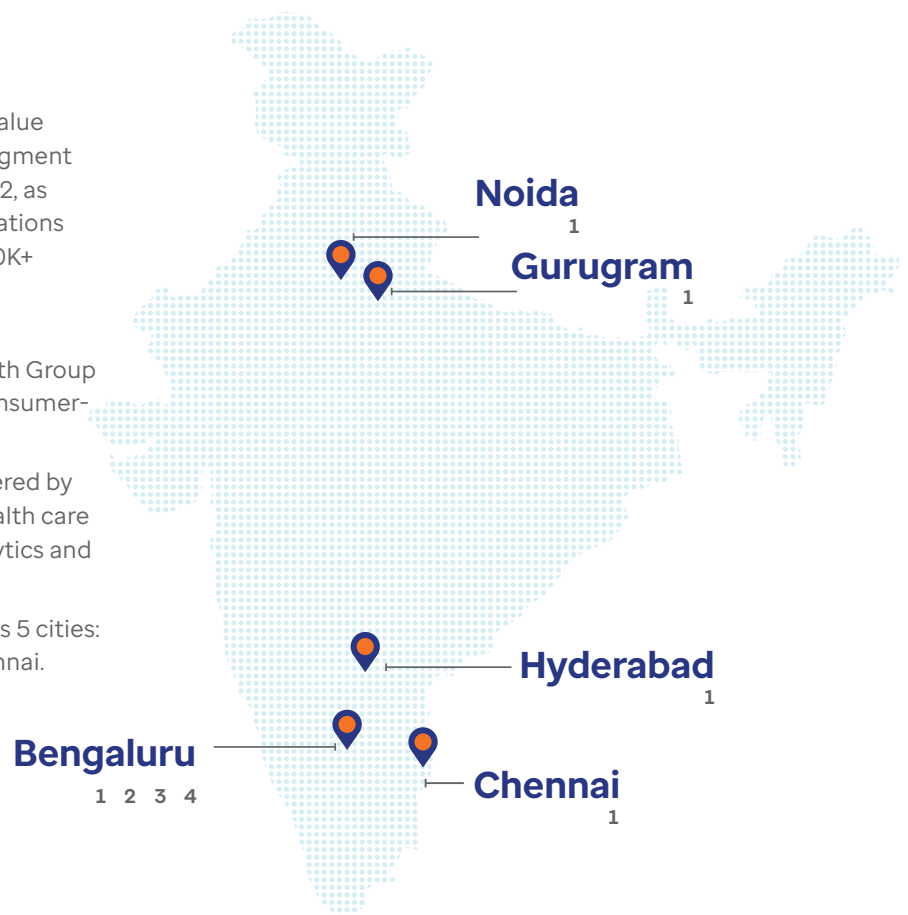 alue
gment
2, as
ations
0K+
th Group
nsumer-
ered by
alth care
ytics and
s 5 cities:
nnai.
Noida
1
Gurugram
1
Hyderabad
1
Bengaluru
1 2 3 4
Chennai
1